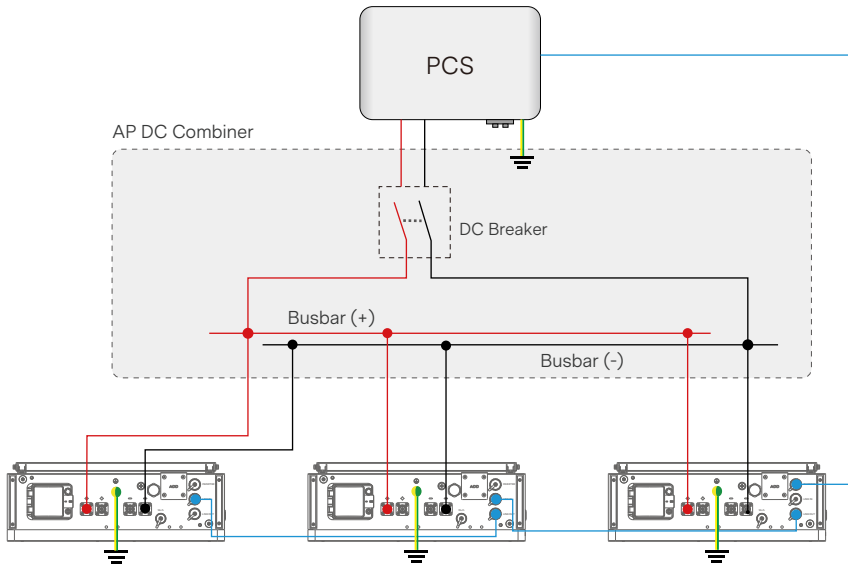 PCS
AP DC Combiner
DC Breaker
Busbar (+)
Busbar (-)